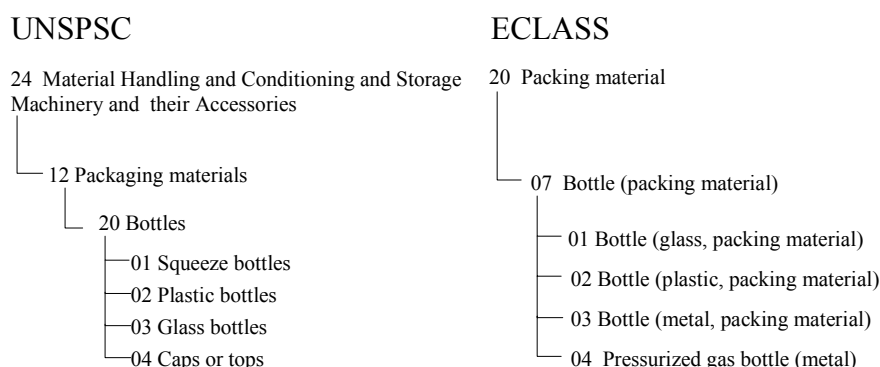 UNSPSC
24 Material Handling and Conditioning and Storage
Machinery and their Accessories
12 Packaging materials
20 Bottles
01 Squeeze bottles
02 Plastic bottles
03 Glass bottles
04 Caps or tops
ECLASS
20 Packing material
07 Bottle (packing material)
01 Bottle (glass, packing material)
02 Bottle (plastic, packing material)
03 Bottle (metal, packing material)
04 Pressurized gas bottle (metal)